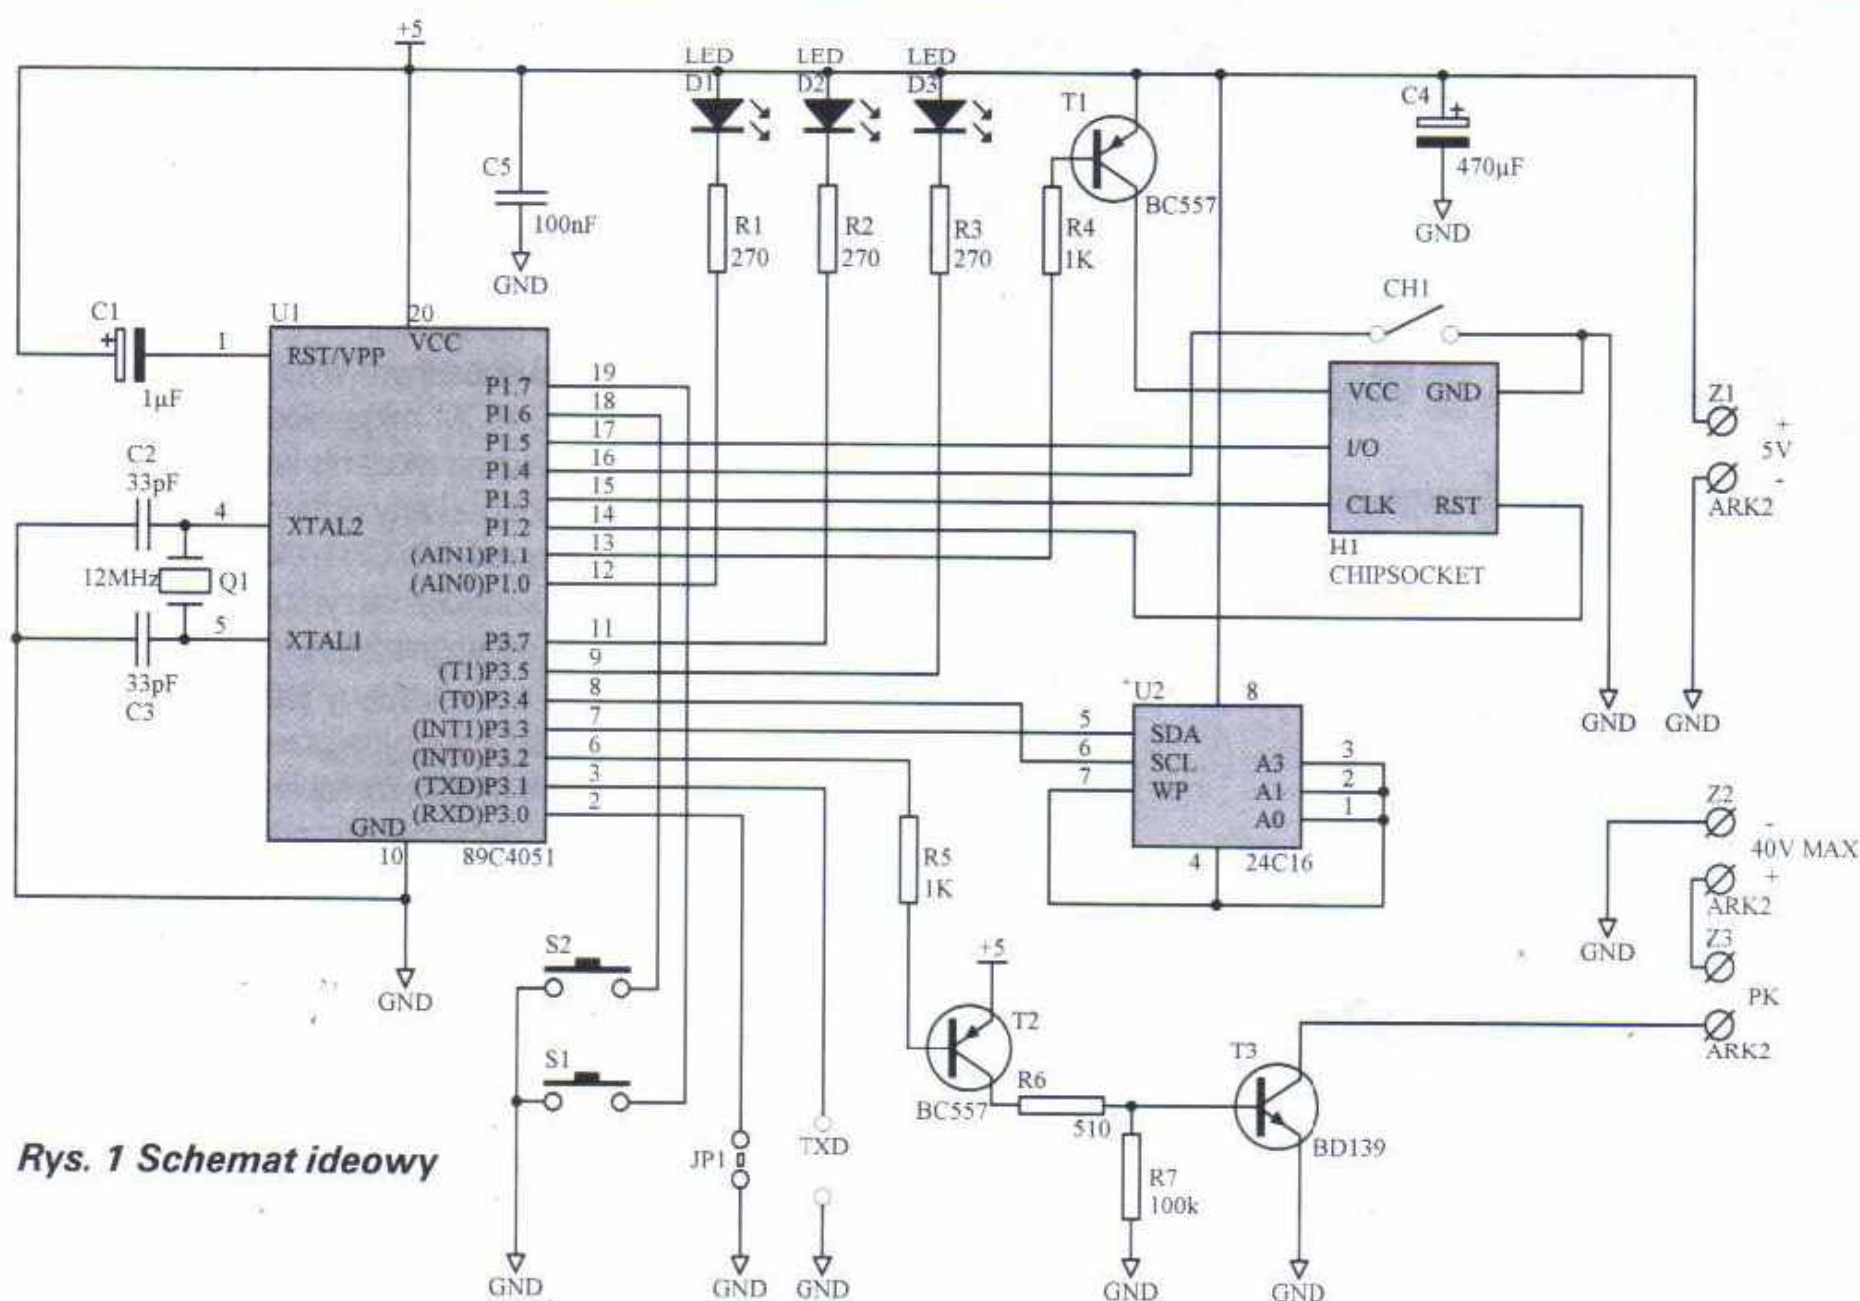 +5
LED
D1
LED
D2
LED
D3
T1
BC557
C4
+
470µF
GND
C5
100nF
GND
R1
270
R2
270
R3
270
R4
1K
CH1
C1
+
1µF
1
U1
20
VCC
RST/VPP
P1.7
19
P1.6
18
P1.5
17
P1.4
16
P1.3
15
P1.2
14
(AIN1)P1.1
13
(AIN0)P1.0
12
P3.7
11
(T1)P3.5
9
(T0)P3.4
8
(INT1)P3.3
7
(INT0)P3.2
6
(TXD)P3.1
3
(RXD)P3.0
2
GND
10
89C4051
C2
33pF
4
XTAL2
12MHz
Q1
5
XTAL1
33pF
C3
GND
VCC
GND
I/O
CLK
RST
H1
CHIPSOCKET
Z1
+
5V
-
ARK2
GND
GND
U2
8
5
SDA
6
SCL
7
WP
A3
3
A1
2
A0
1
4
24C16
Z2
-
40V MAX
+
ARK2
Z3
PK
ARK2
GND
R5
1K
+5
T2
BC557
R6
510
T3
BD139
R7
100k
GND
GND
S2
S1
GND
JP1
GND
TXD
GND
Rys. 1 Schemat ideowy